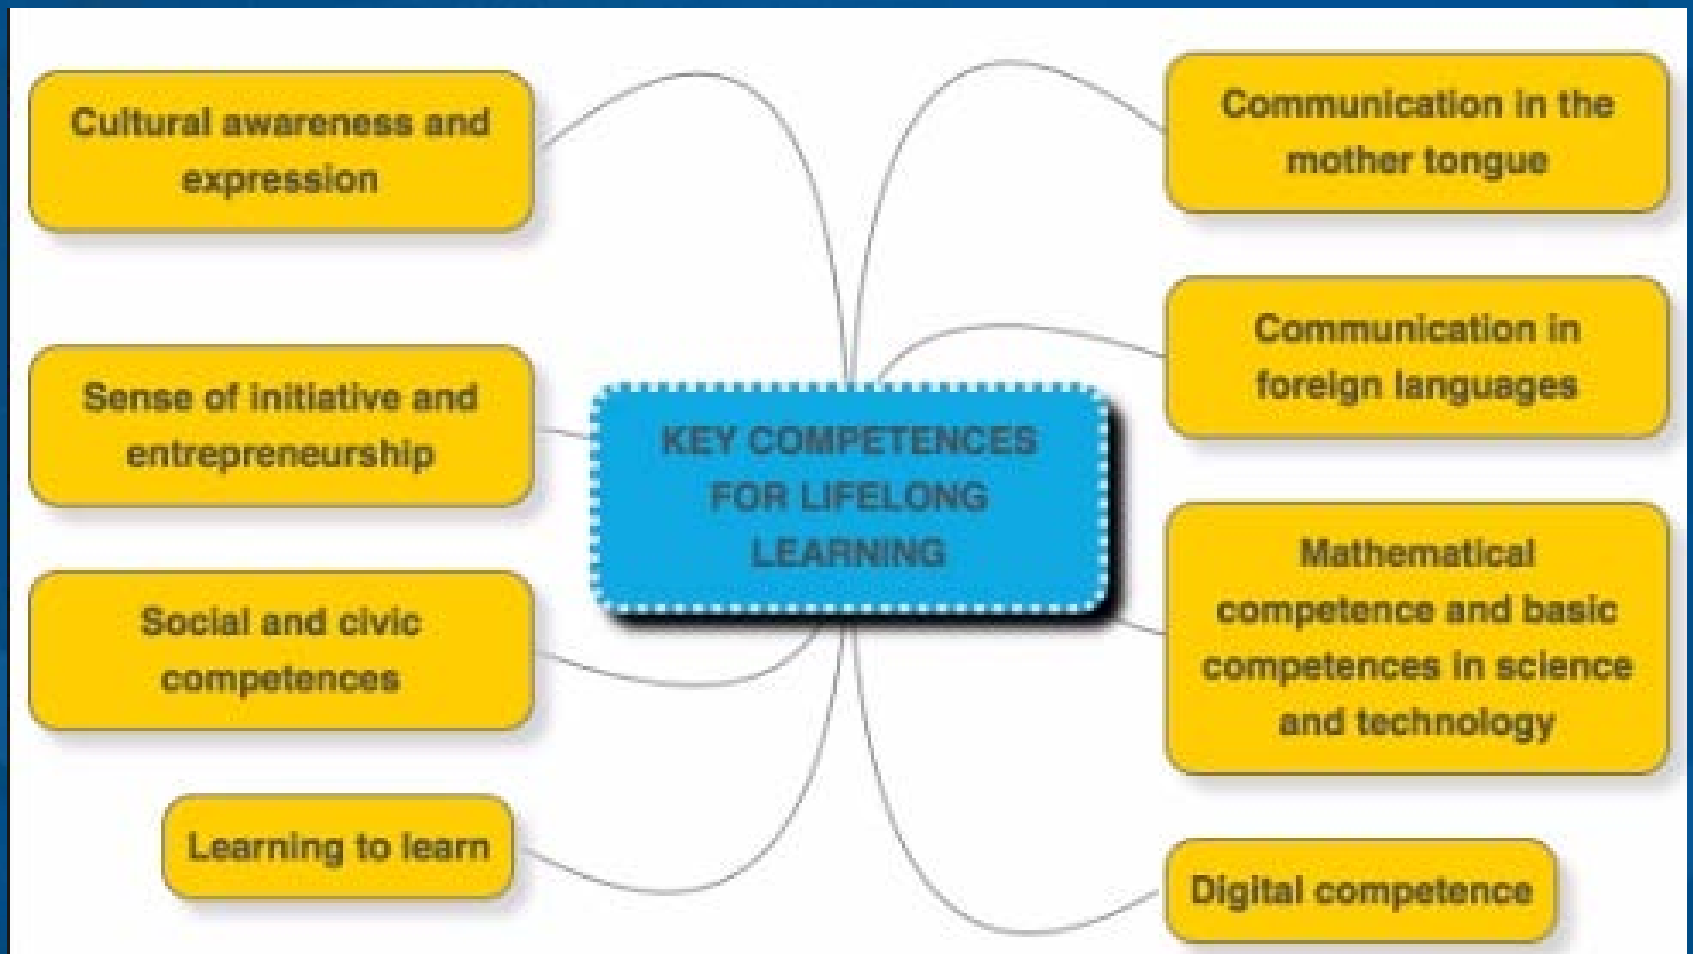 Cultural awareness and
expression
Sense of initiative and
entrepreneurship
Social and civic
competences
Learning to learn
KEY COMPETENCES
FOR LIFELONG
LEARNING
Communication in the
mother tongue
Communication in
foreign languages
Mathematical
competence and basic
competences in science
and technology
Digital competence